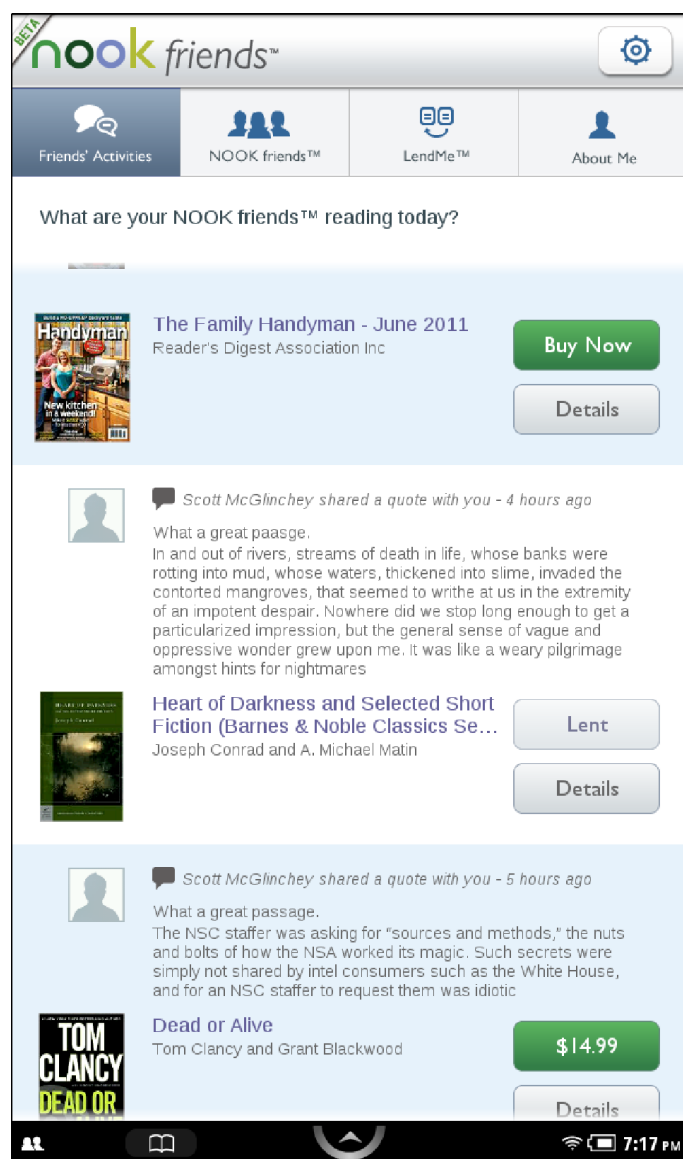 BETA
nook friends™
Friends' Activities
NOOK friends™
LendMe™
About Me
What are your NOOK friends™ reading today?
Handyman
New kitchen
in a weekend!
The Family Handyman - June 2011
Reader's Digest Association Inc
Buy Now
Details
Scott McGlinchey shared a quote with you - 4 hours ago
What a great paasge.
In and out of rivers, streams of death in life, whose banks were
rotting into mud, whose waters, thickened into slime, invaded the
contorted mangroves, that seemed to writhe at us in the extremity
of an impotent despair. Nowhere did we stop long enough to get a
particularized impression, but the general sense of vague and
oppressive wonder grew upon me. It was like a weary pilgrimage
amongst hints for nightmares
HEART OF DARKNESS
Joseph Conrad
Heart of Darkness and Selected Short
Fiction (Barnes & Noble Classics Se...
Joseph Conrad and A. Michael Matin
Lent
Details
Scott McGlinchey shared a quote with you - 5 hours ago
What a great passage.
The NSC staffer was asking for “sources and methods,” the nuts
and bolts of how the NSA worked its magic. Such secrets were
simply not shared by intel consumers such as the White House,
and for an NSC staffer to request them was idiotic
TOM
CLANCY
DEAD OR
Dead or Alive
Tom Clancy and Grant Blackwood
$14.99
Details
7:17 PM